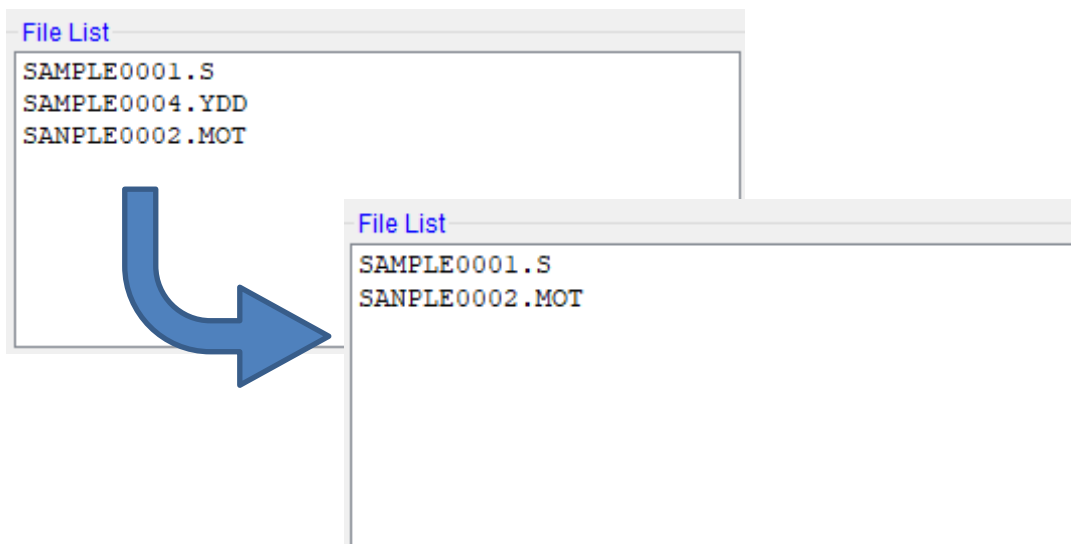 File List
SAMPLE0001.S
SAMPLE0004.YDD
SANPLE0002.MOT
File List
SAMPLE0001.S
SANPLE0002.MOT